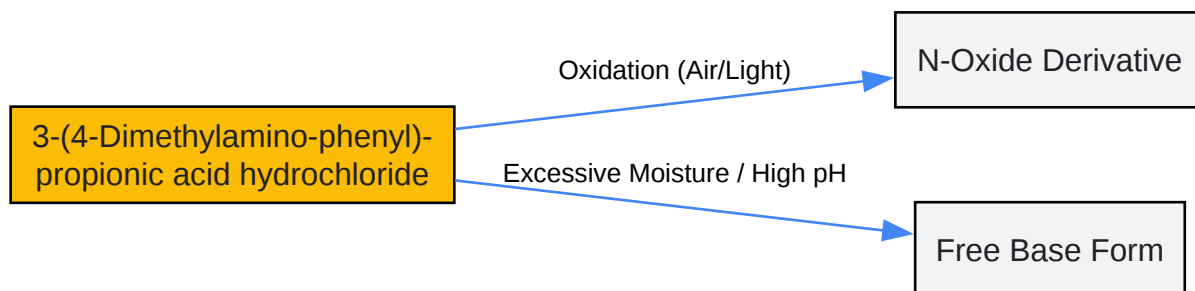 N-Oxide Derivative
Oxidation (Air/Light)
3-(4-Dimethylamino-phenyl)-
propionic acid hydrochloride
Excessive Moisture / High pH
Free Base Form